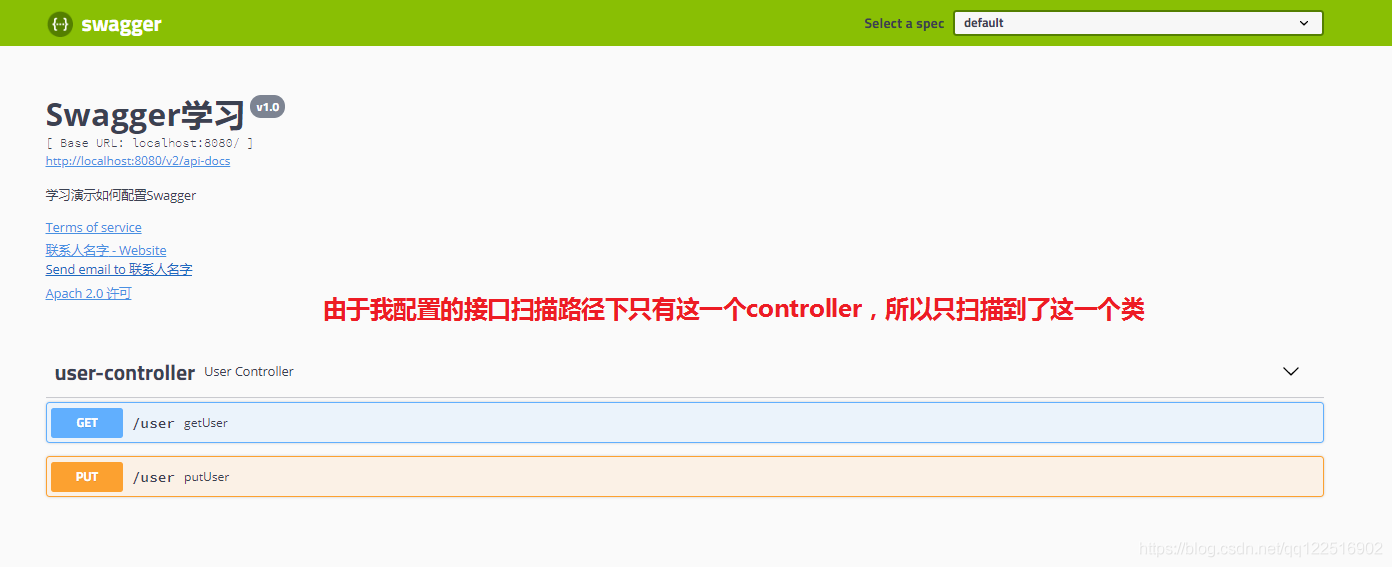 {···} swagger Select a spec default
Swagger学习 v1.0
[ Base URL: localhost:8080/ ]
http://localhost:8080/v2/api-docs
学习演示如何配置Swagger
Terms of service
联系人名字 - Website
Send email to 联系人名字
Apach 2.0 许可
由于我配置的接口扫描路径下只有这一个controller，所以只扫描到了这一个类
user-controller User Controller
GET /user getUser
PUT /user putUser
https://blog.csdn.net/qq122516902